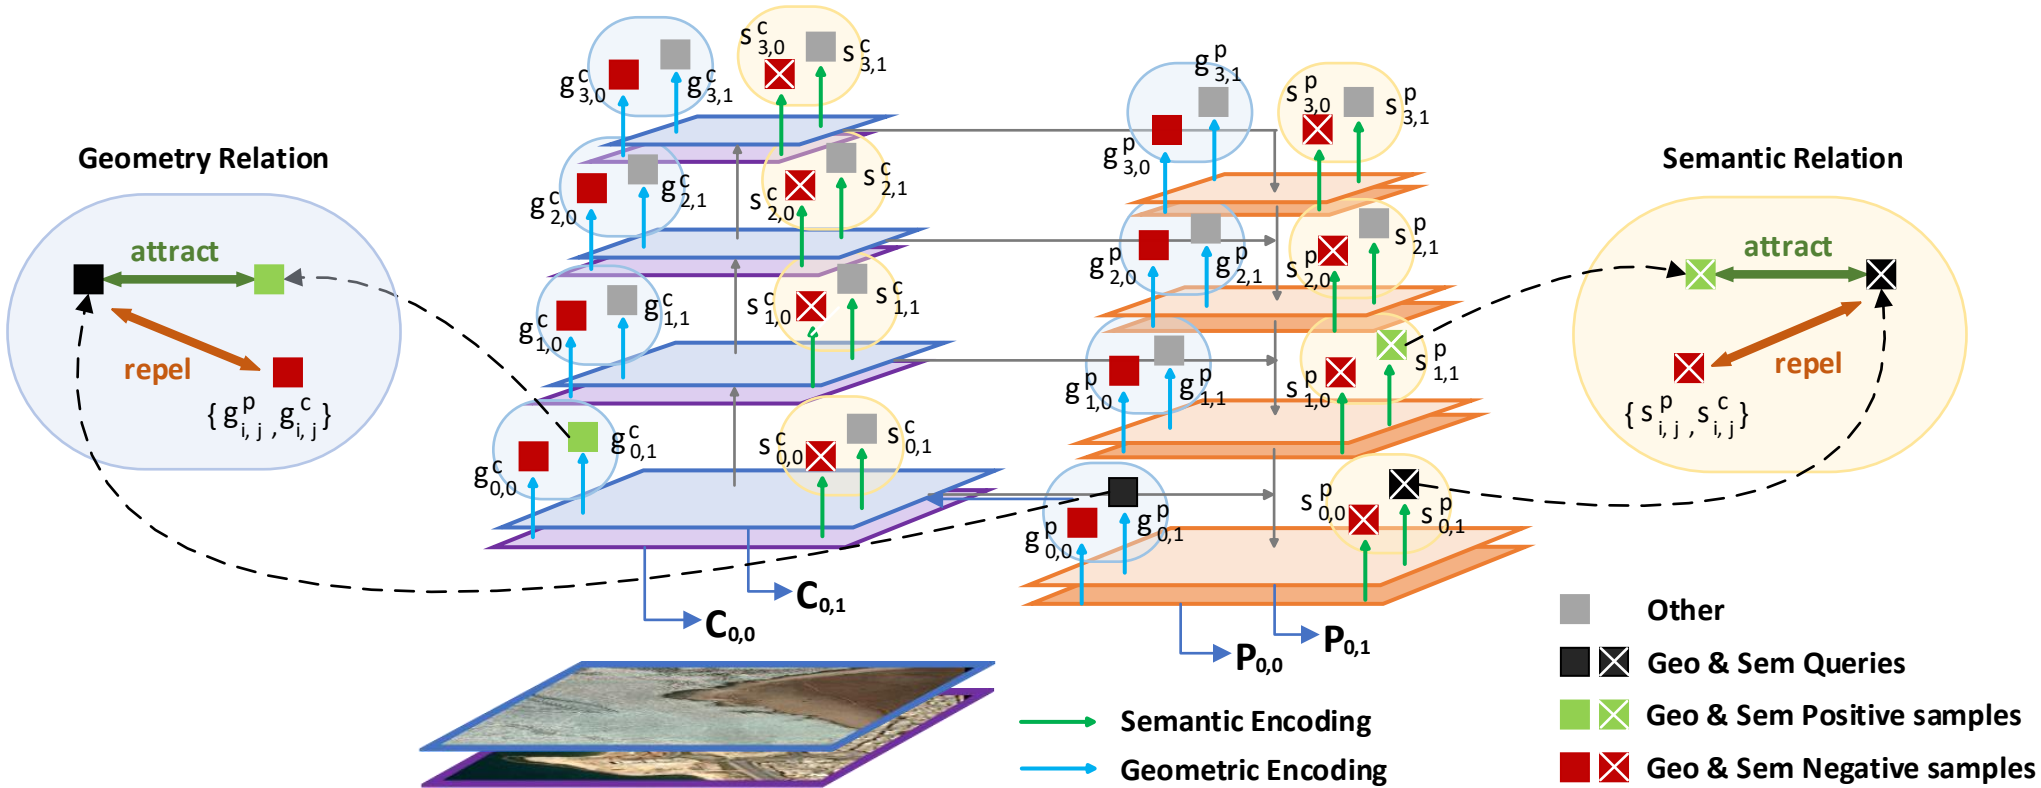 Geometry Relation
attract
repel
{ g^p_{i, j} , g^c_{i, j} }
g^c_{3,0}
g^c_{3,1}
s^c_{3,0}
s^c_{3,1}
g^c_{2,0}
g^c_{2,1}
s^c_{2,0}
s^c_{2,1}
g^c_{1,0}
g^c_{1,1}
s^c_{1,0}
s^c_{1,1}
g^c_{0,0}
g^c_{0,1}
s^c_{0,0}
s^c_{0,1}
C_{0,1}
C_{0,0}
g^p_{3,1}
g^p_{3,0}
s^p_{3,0}
s^p_{3,1}
g^p_{2,0}
g^p_{2,1}
s^p_{2,0}
s^p_{2,1}
g^p_{1,0}
g^p_{1,1}
s^p_{1,0}
s^p_{1,1}
g^p_{0,0}
g^p_{0,1}
s^p_{0,0}
s^p_{0,1}
P_{0,1}
P_{0,0}
Semantic Relation
attract
repel
{ s^p_{i, j} , s^c_{i, j} }
Semantic Encoding
Geometric Encoding
Other
Geo & Sem Queries
Geo & Sem Positive samples
Geo & Sem Negative samples